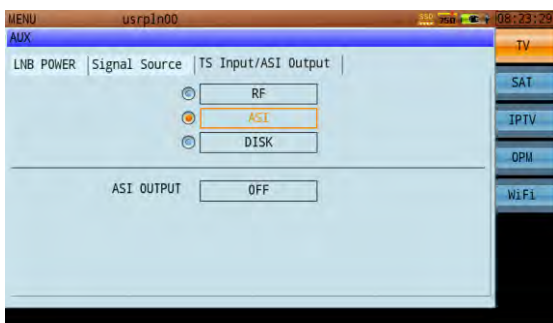 MENU usrpln00 08:23:29
AUX
TV
LNB POWER Signal Source TS Input/ASI Output
SAT
RF
ASI
IPTV
DISK
OPM
ASI OUTPUT OFF
WiFi